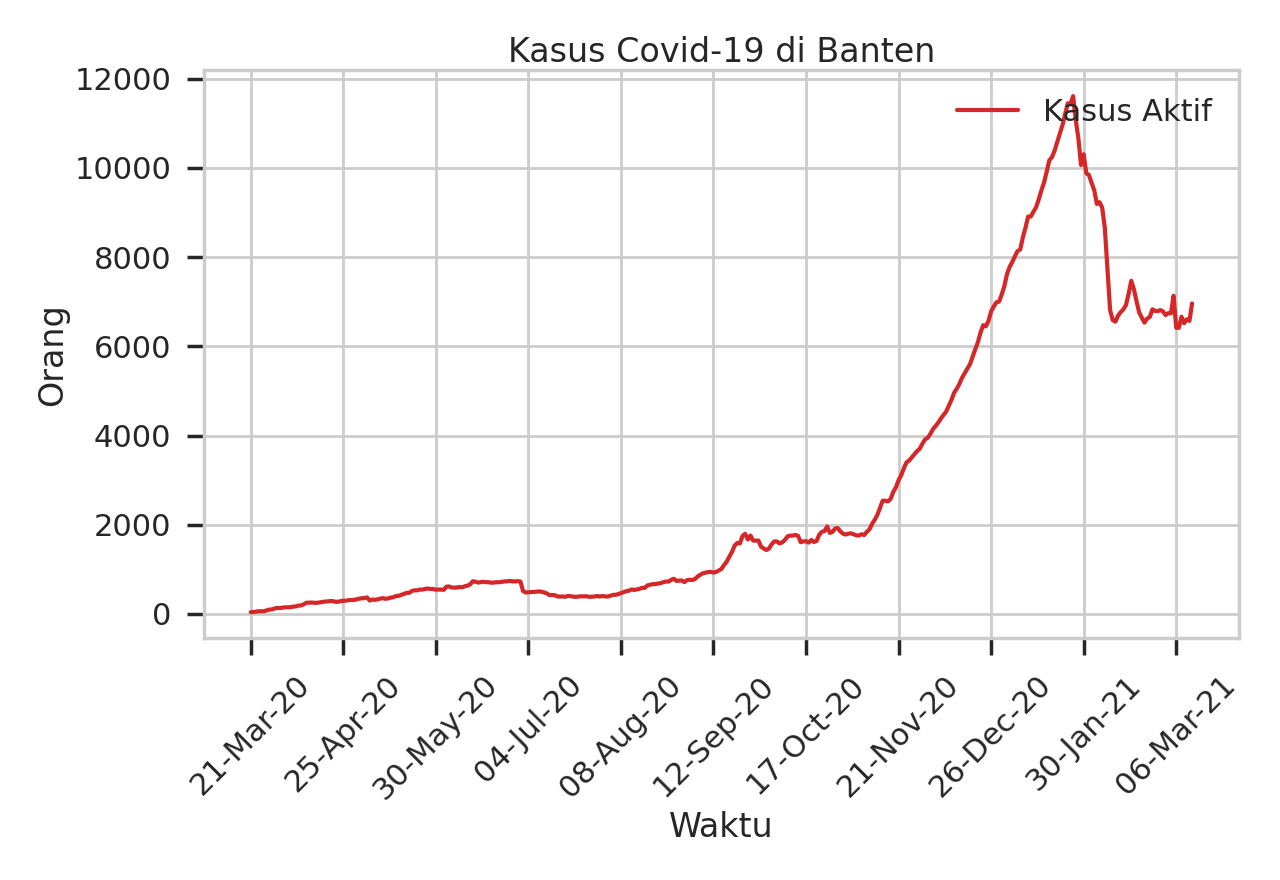 Kasus Covid-19 di Banten
Kasus Aktif
12000
10000
8000
6000
4000
2000
0
Orang
21-Mar-20
25-Apr-20
30-May-20
04-Jul-20
08-Aug-20
12-Sep-20
17-Oct-20
21-Nov-20
26-Dec-20
30-Jan-21
06-Mar-21
Waktu